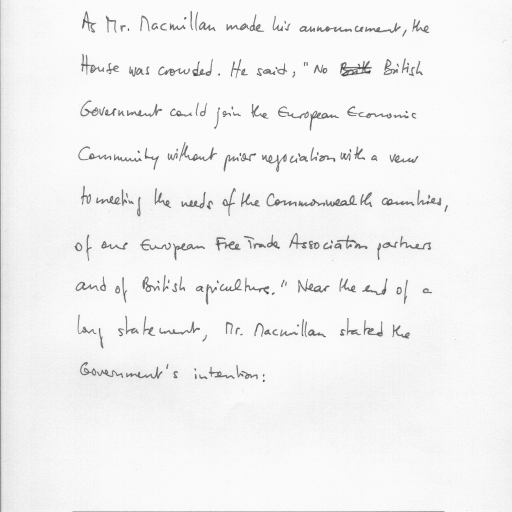 As Mr. Macmillan made his announcement, the
House was crowded. He said, "No British
Government could join the European Economic
Community without prior negociation with a view
to meeting the needs of the Commonwealth countries,
of our European Free Trade Association partners
and of British agriculture." Near the end of a
long statement, Mr. Macmillan stated the
Government's intention: